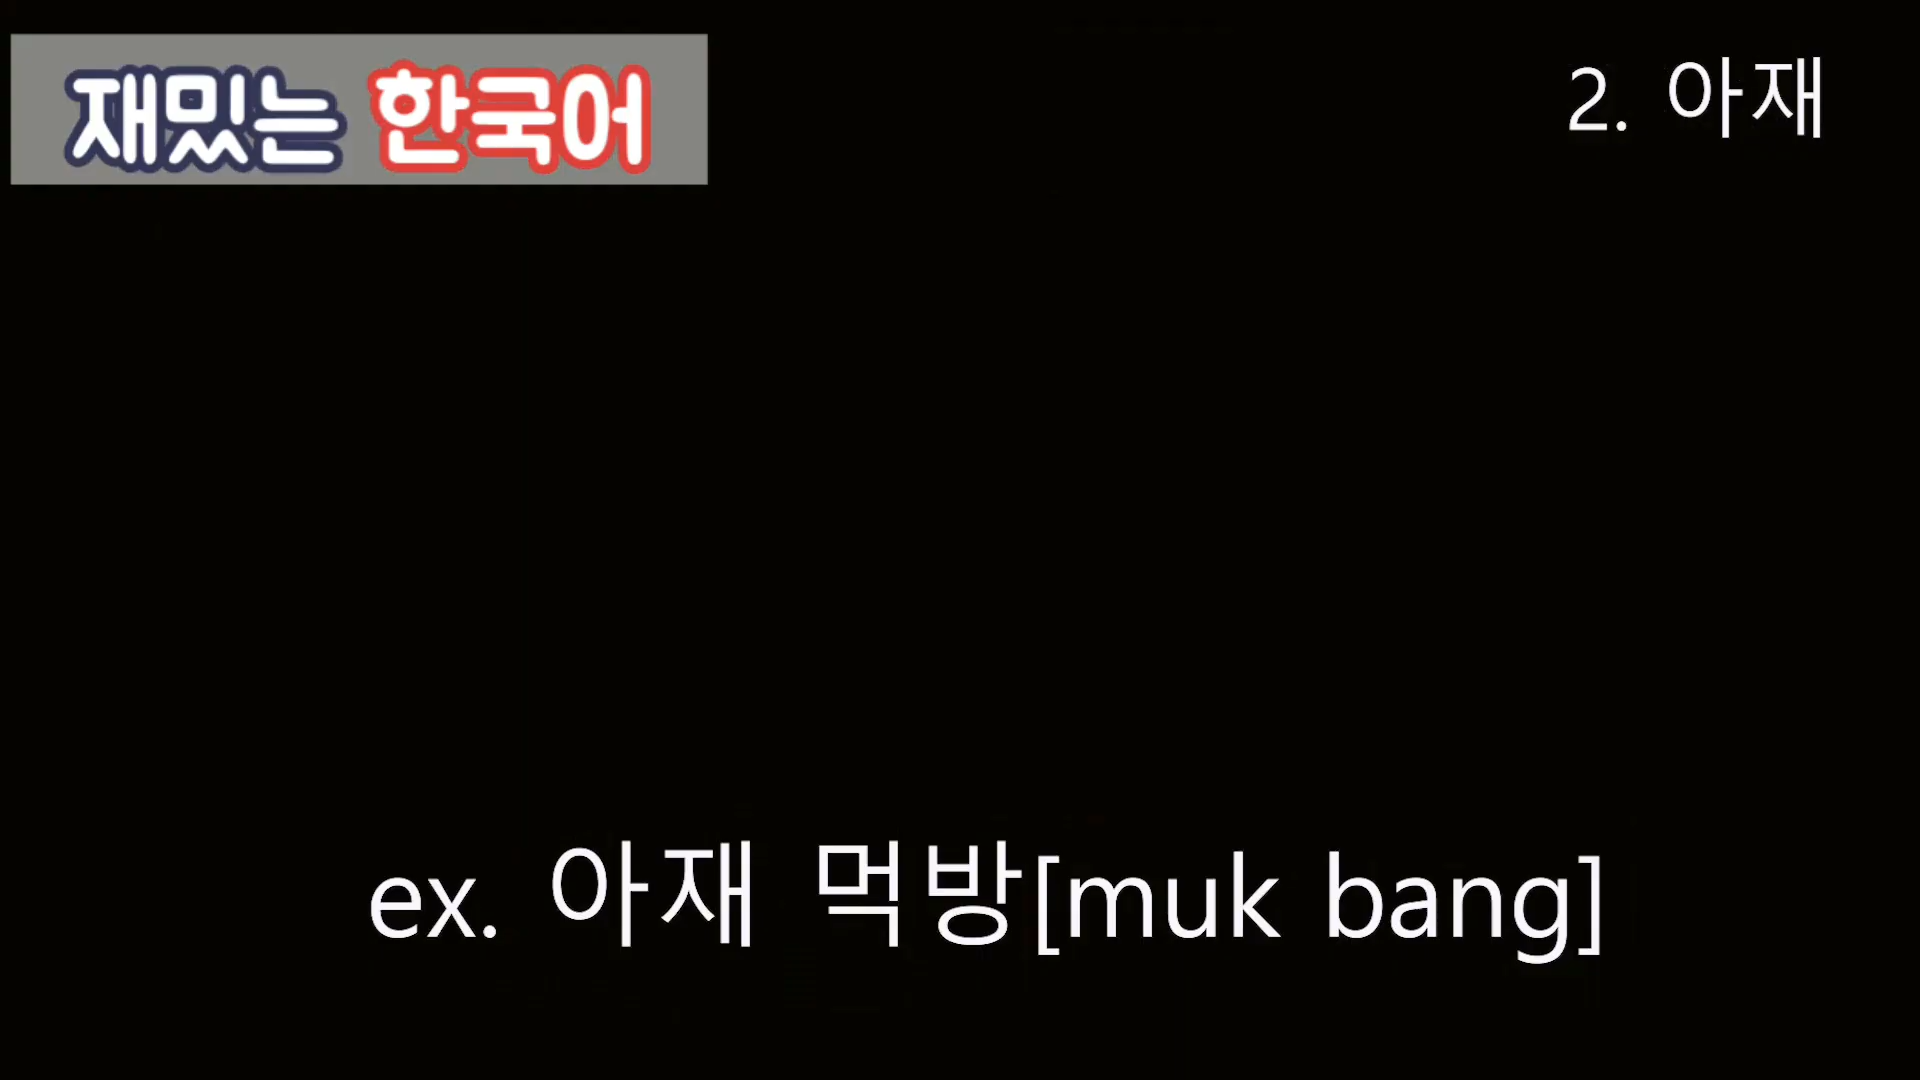 재밌는 한국어
2. 아재
ex. 아재 먹방[muk bang]